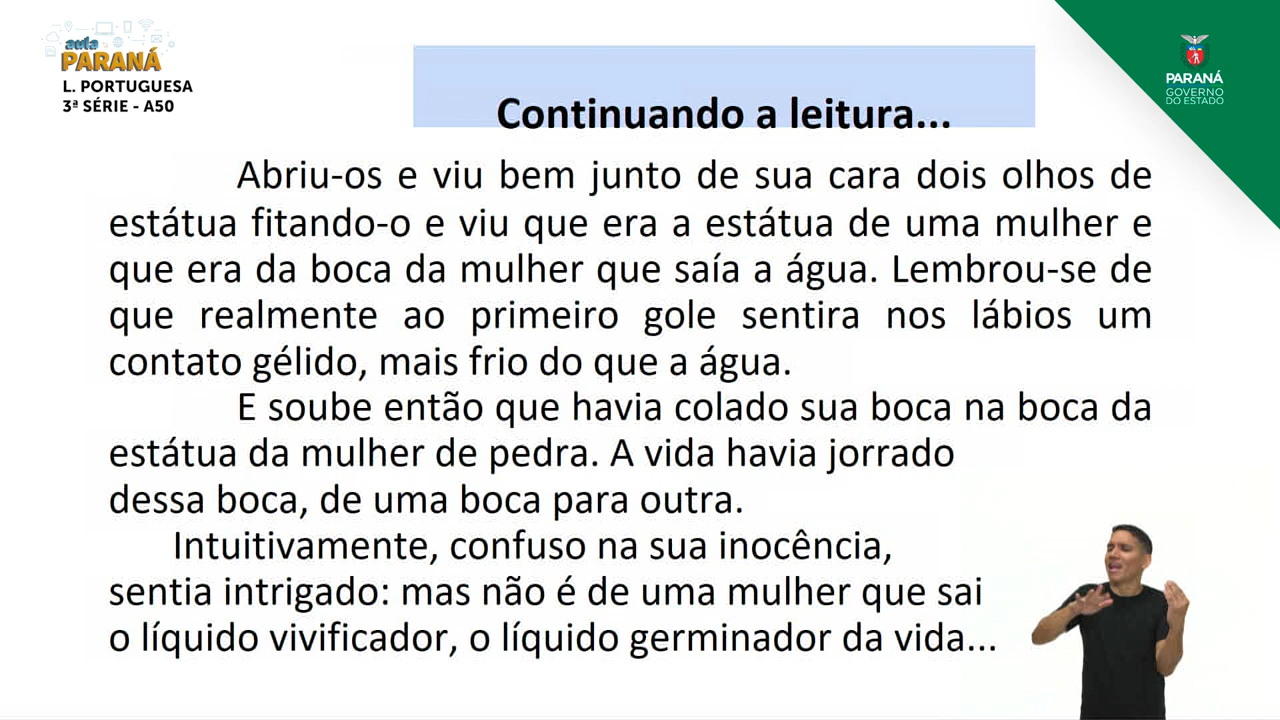 aula
PARANÁ
L. PORTUGUESA
3ª SÉRIE - A50
PARANÁ
GOVERNO
DO ESTADO
Continuando a leitura...
Abriu-os e viu bem junto de sua cara dois olhos de
estátua fitando-o e viu que era a estátua de uma mulher e
que era da boca da mulher que saía a água. Lembrou-se de
que realmente ao primeiro gole sentira nos lábios um
contato gélido, mais frio do que a água.
E soube então que havia colado sua boca na boca da
estátua da mulher de pedra. A vida havia jorrado
dessa boca, de uma boca para outra.
Intuitivamente, confuso na sua inocência,
sentia intrigado: mas não é de uma mulher que sai
o líquido vivificador, o líquido germinador da vida...